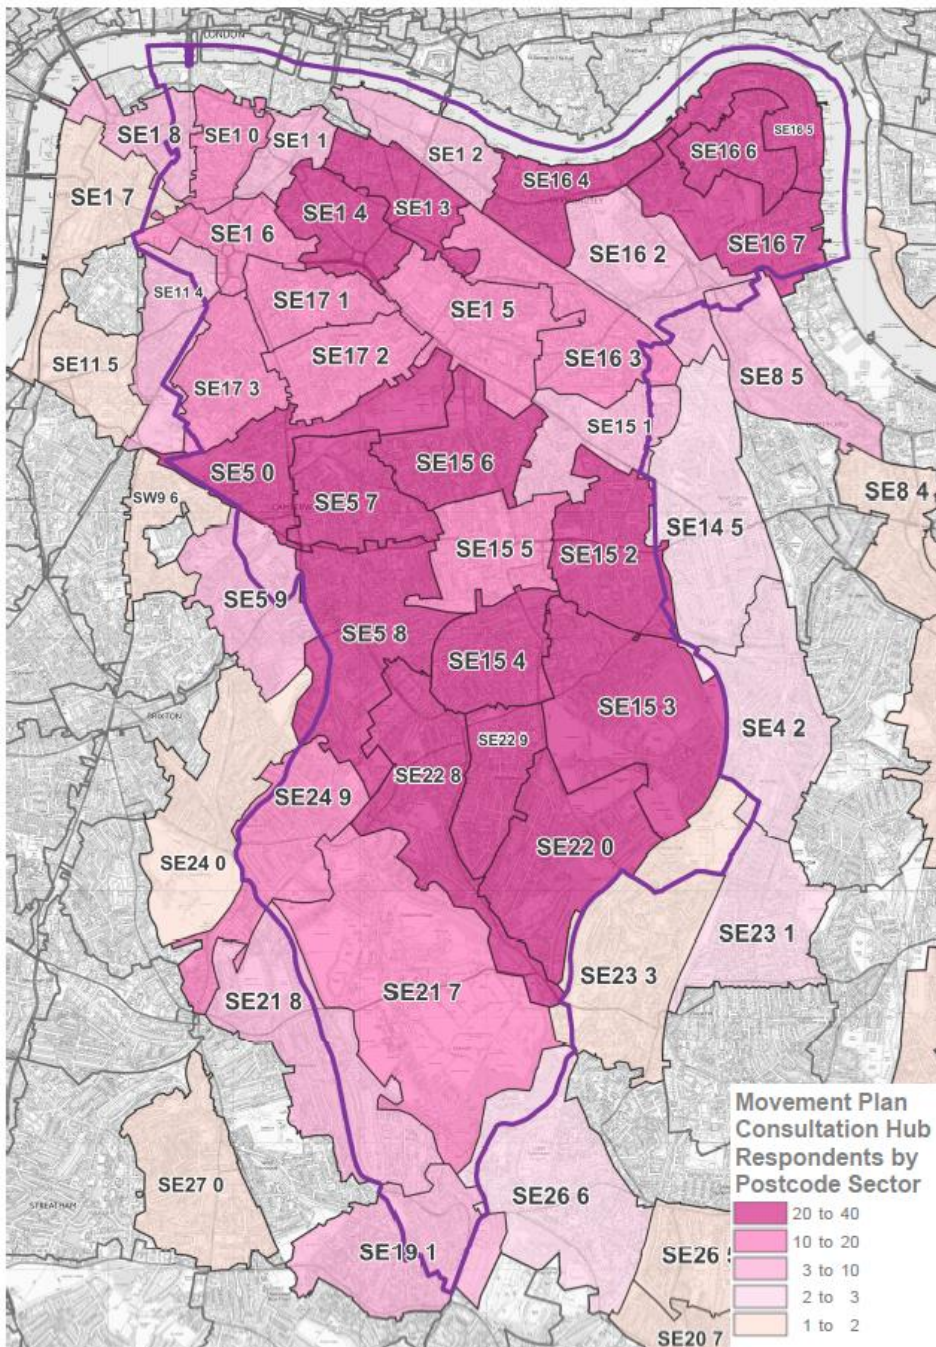 LONDON
SE1 8
SE1 0
SE1 1
SE1 2
SE16 4
SE16 6
SE16 5
SE1 7
SE1 4
SE1 3
SE1 6
SE16 2
SE16 7
SE11 4
SE17 1
SE1 5
SE11 5
SE17 2
SE16 3
SE17 3
SE8 5
SE15 1
SE5 0
SE15 6
SW9 6
SE5 7
SE8 4
SE14 5
SE15 5
SE15 2
SE5 9
SE5 8
SE15 4
SE15 3
SE4 2
BRIXTON
SE22 9
SE22 8
SE24 9
SE22 0
SE24 0
SE23 1
SE23 3
SE21 8
SE21 7
SE27 0
STREATHAM
SE26 6
SE19 1
SE26 5
SE20 7
Movement Plan
Consultation Hub
Respondents by
Postcode Sector
20 to 40
10 to 20
3 to 10
2 to 3
1 to 2